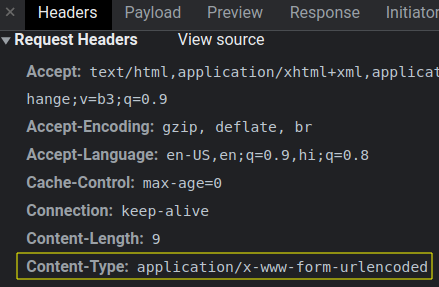 × Headers Payload Preview Response Initiator
Request Headers View source
Accept: text/html,application/xhtml+xml,applicat
hange;v=b3;q=0.9
Accept-Encoding: gzip, deflate, br
Accept-Language: en-US,en;q=0.9,hi;q=0.8
Cache-Control: max-age=0
Connection: keep-alive
Content-Length: 9
Content-Type: application/x-www-form-urlencoded